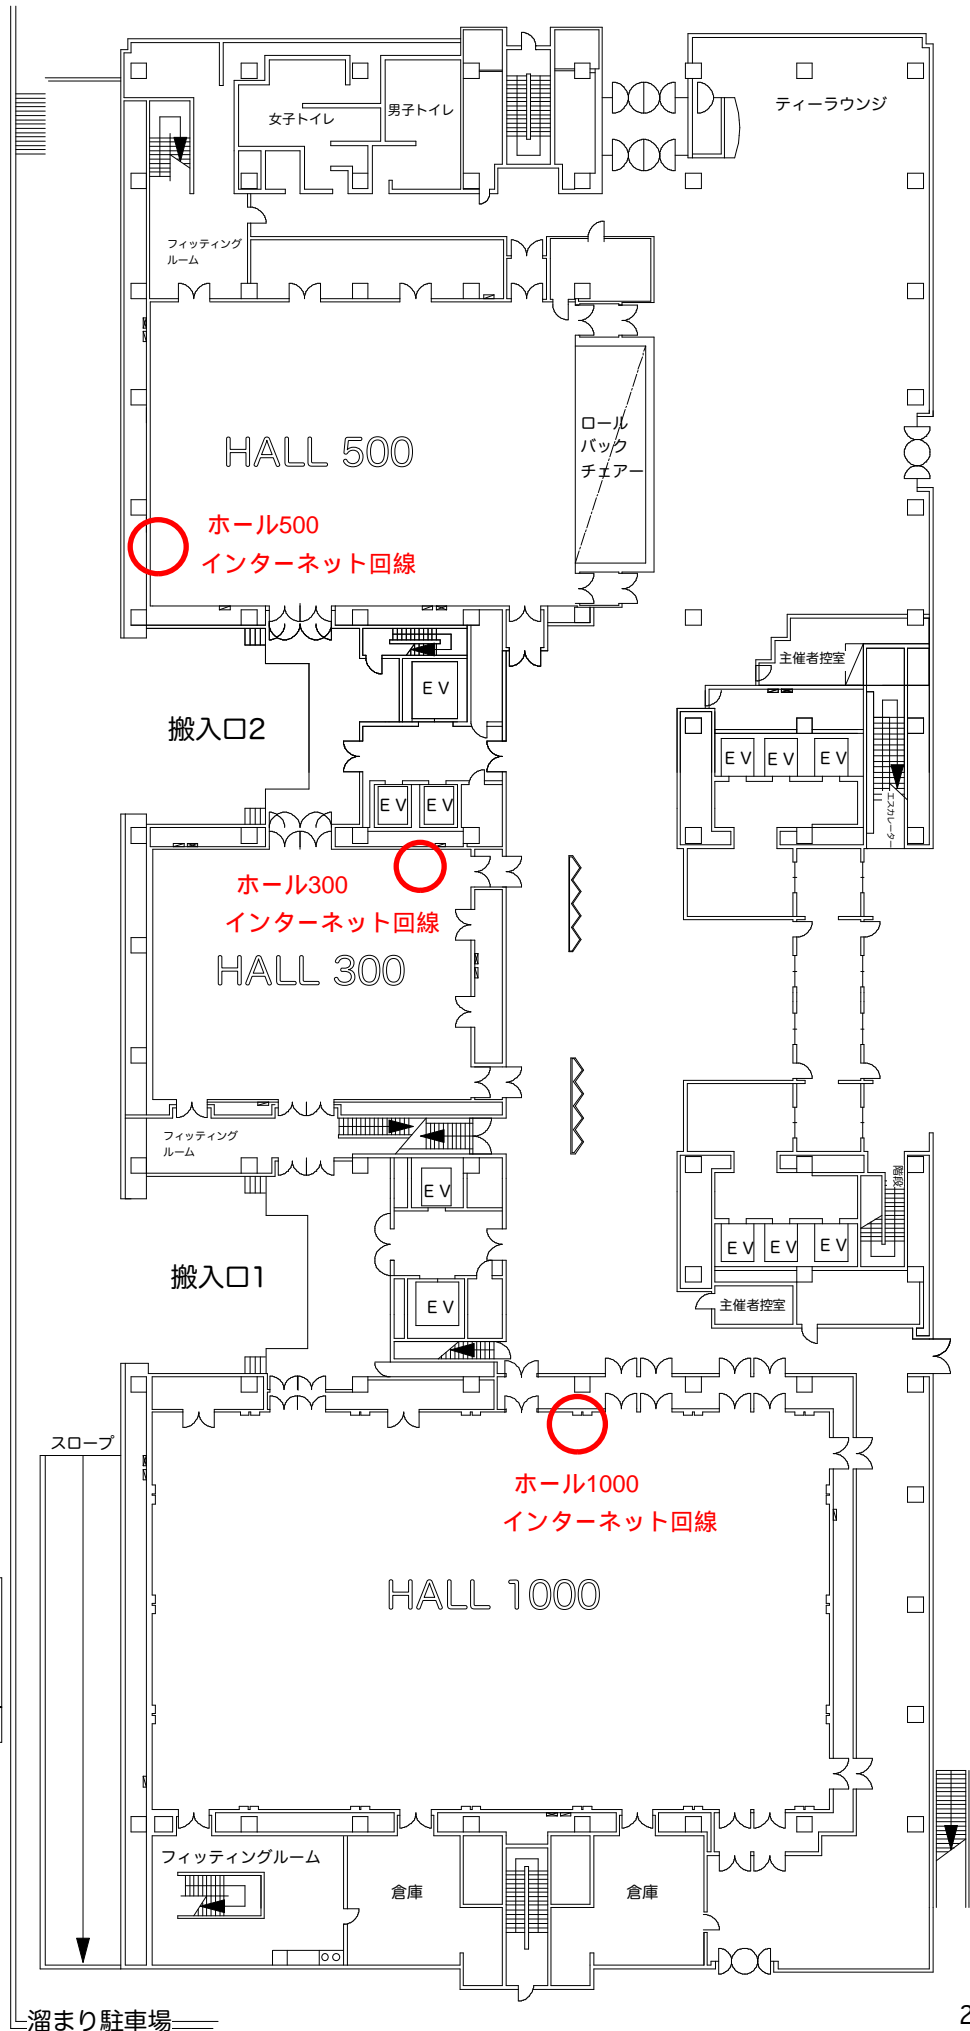 ティーラウンジ
女子トイレ
男子トイレ
フィッティング
ルーム
HALL 500
ロール
バック
チェアー
ホール500
インターネット回線
主催者控室
EV
搬入口2
EV
EV
EV
EV
EV
エスカレーター
ホール300
インターネット回線
HALL 300
フィッティング
ルーム
階段
EV
EV
EV
EV
搬入口1
EV
主催者控室
スロープ
ホール1000
インターネット回線
HALL 1000
フィッティングルーム
倉庫
倉庫
溜まり駐車場
2